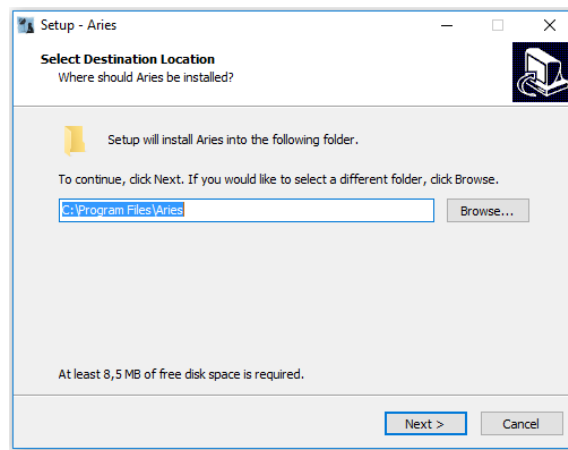 Setup - Aries
Select Destination Location
Where should Aries be installed?
Setup will install Aries into the following folder.
To continue, click Next. If you would like to select a different folder, click Browse.
C:\Program Files\Aries
Browse...
At least 8,5 MB of free disk space is required.
Next >
Cancel